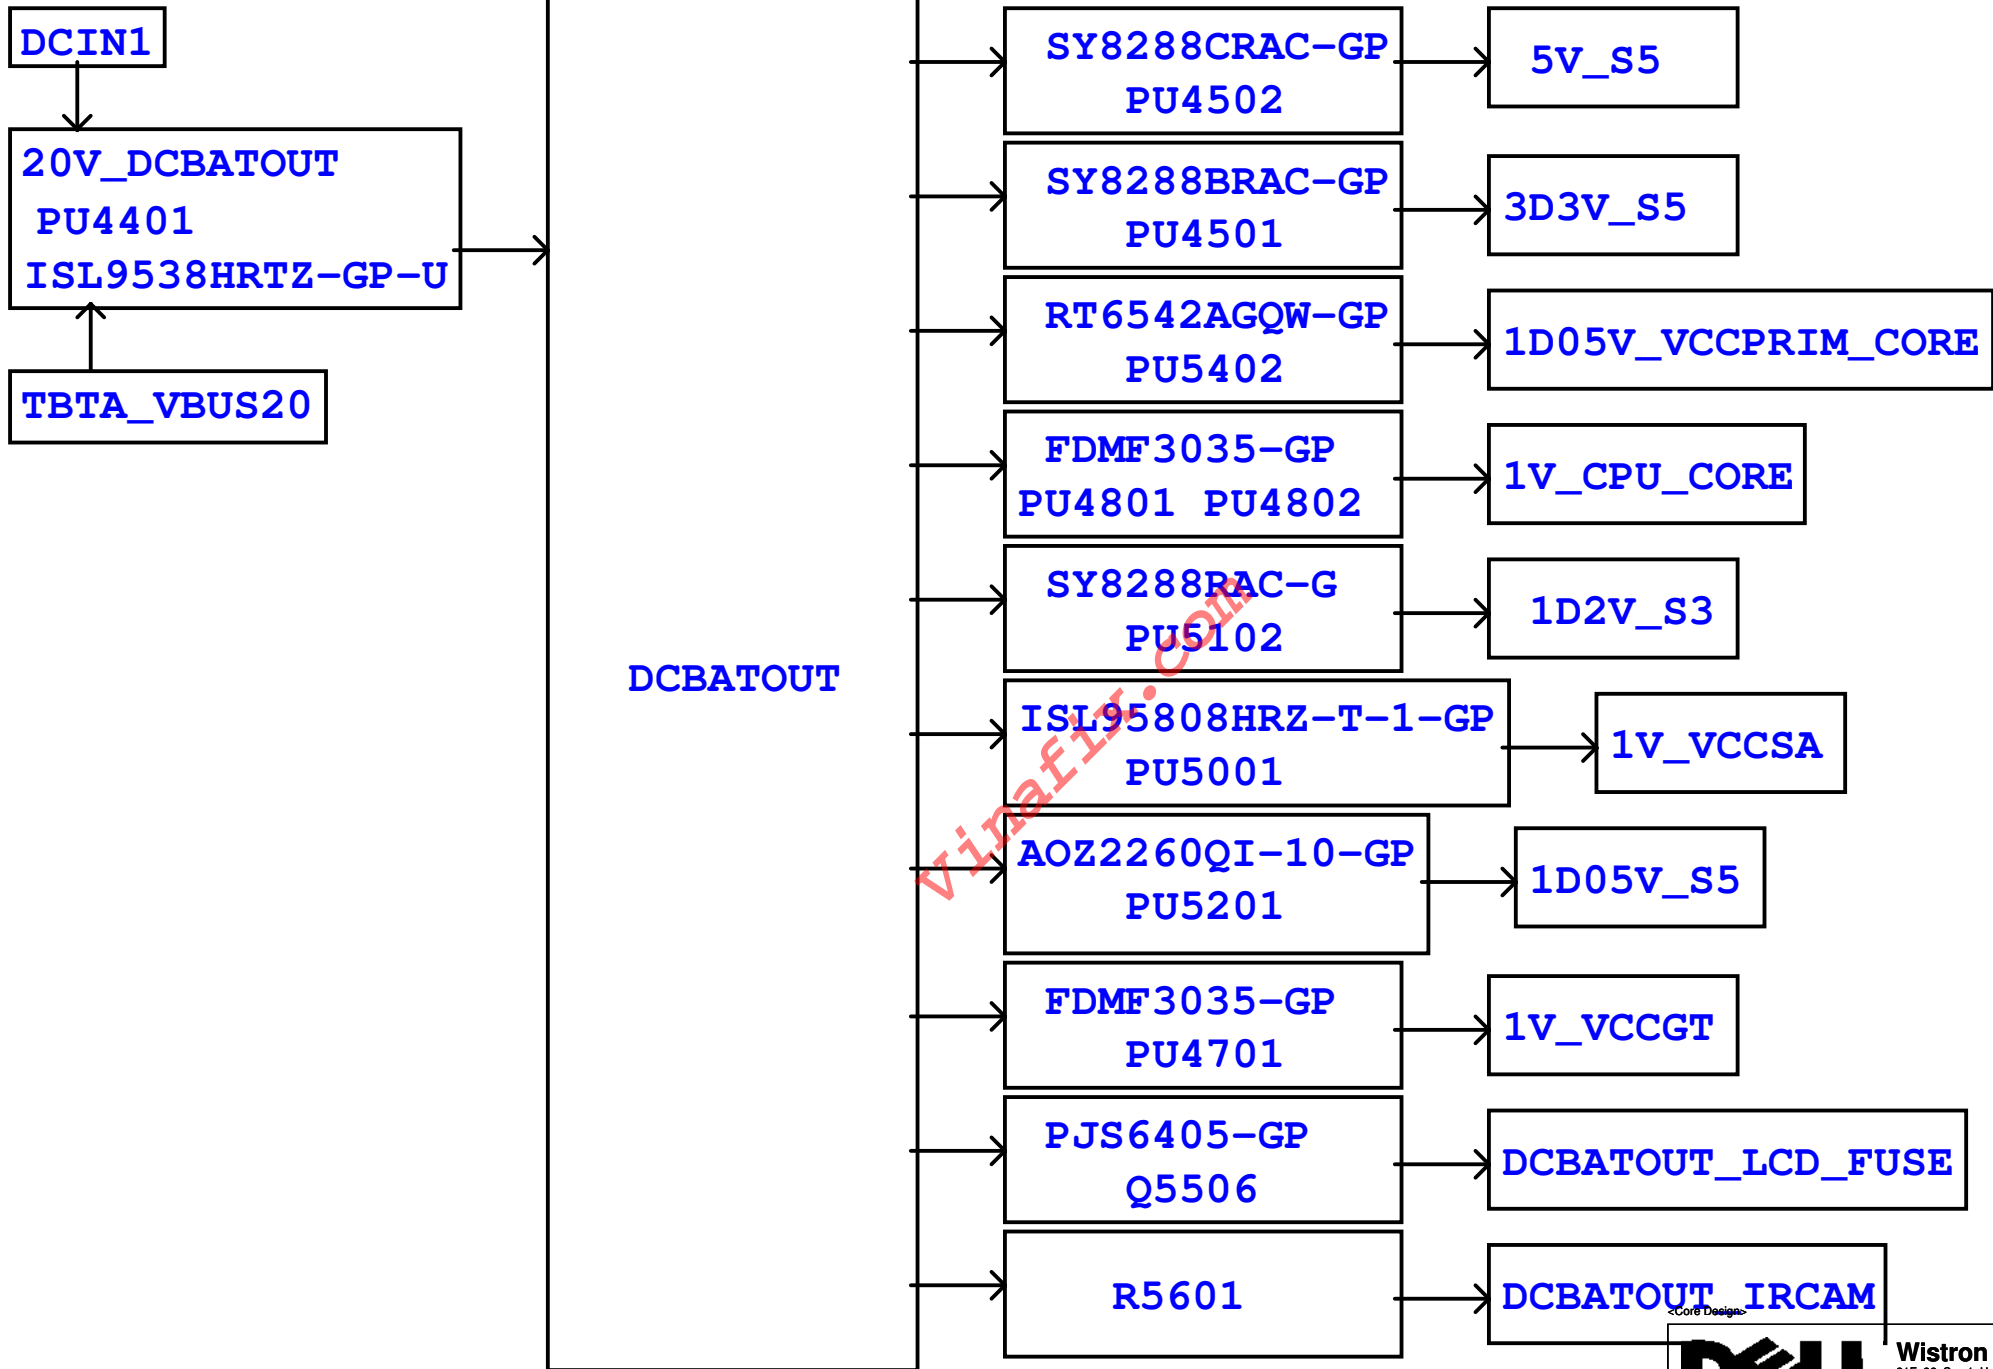 DCIN1
20V_DCBATOUT
PU4401
ISL9538HRTZ-GP-U
TBTA_VBUS20
DCBATOUT
SY8288CRAC-GP
PU4502
5V_S5
SY8288BRAC-GP
PU4501
3D3V_S5
RT6542AGQW-GP
PU5402
1D05V_VCCPRIM_CORE
FDMF3035-GP
PU4801 PU4802
1V_CPU_CORE
SY8288RAC-G
PU5102
1D2V_S3
ISL95808HRZ-T-1-GP
PU5001
1V_VCCSA
AOZ2260QI-10-GP
PU5201
1D05V_S5
FDMF3035-GP
PU4701
1V_VCCGT
PJS6405-GP
Q5506
DCBATOUT_LCD_FUSE
R5601
DCBATOUT_IRCAM
vinafix.com
<Core Design>
DELL
Wistron